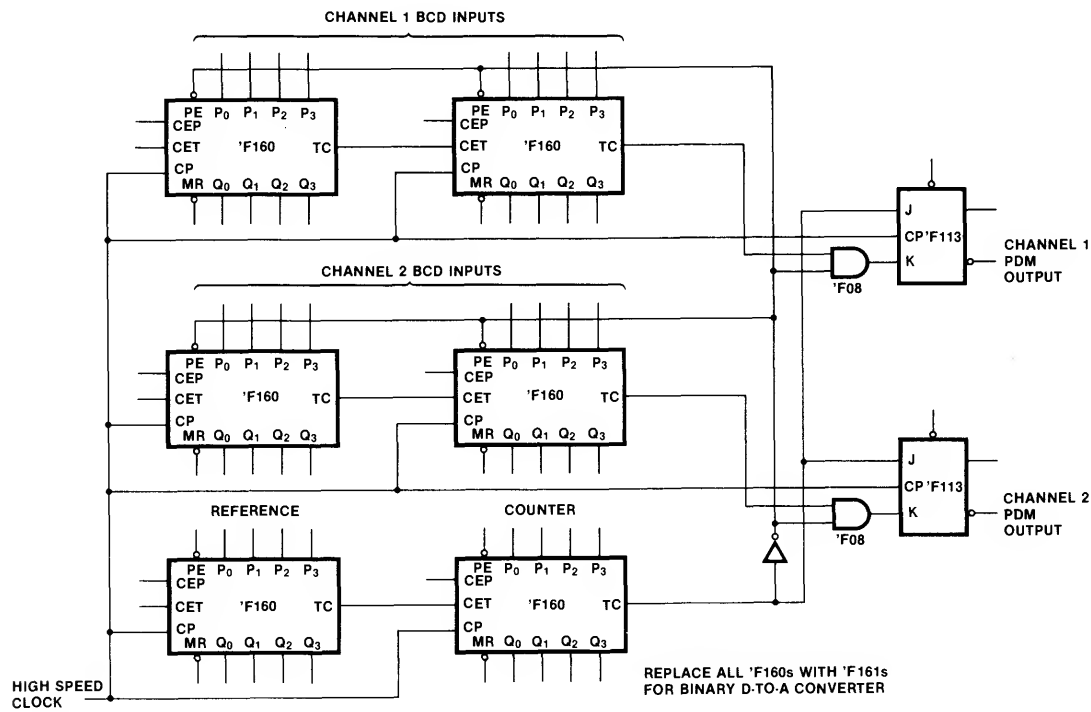 CHANNEL 1 BCD INPUTS
PE P0 P1 P2 P3
CEP
CET 'F160 TC
CP
MR Q0 Q1 Q2 Q3
PE P0 P1 P2 P3
CEP
CET 'F160 TC
CP
MR Q0 Q1 Q2 Q3
J
CP 'F113
K
CHANNEL 1
PDM
OUTPUT
'F08
CHANNEL 2 BCD INPUTS
PE P0 P1 P2 P3
CEP
CET 'F160 TC
CP
MR Q0 Q1 Q2 Q3
PE P0 P1 P2 P3
CEP
CET 'F160 TC
CP
MR Q0 Q1 Q2 Q3
J
CP 'F113
K
CHANNEL 2
PDM
OUTPUT
'F08
REFERENCE COUNTER
PE P0 P1 P2 P3
CEP
CET 'F160 TC
CP
MR Q0 Q1 Q2 Q3
PE P0 P1 P2 P3
CEP
CET 'F160 TC
CP
MR Q0 Q1 Q2 Q3
HIGH SPEED
CLOCK
REPLACE ALL 'F160s WITH 'F161s
FOR BINARY D-TO-A CONVERTER